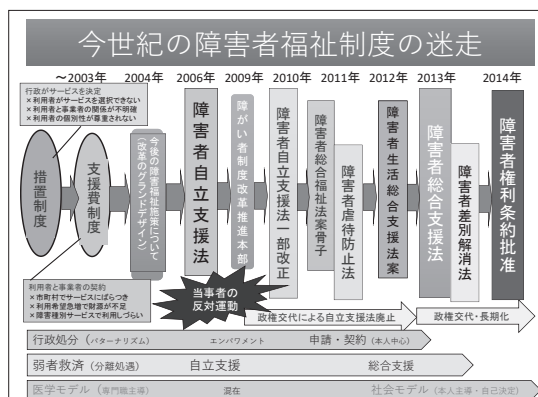 今世紀の障害者福祉制度の迷走
～2003年
2004年
2006年
2009年
2010年
2011年
2012年
2013年
2014年
行政がサービスを決定
×利用者がサービスを選択できない
×利用者と事業者の関係が不明確
×利用者の個別性が尊重されない
措置制度
支援費制度
今後の障害福祉施策について
(改革のグランドデザイン)
障害者自立支援法
障がい者制度改革推進本部
障害者自立支援法一部改正
障害者総合福祉法案骨子
障害者虐待防止法
障害者生活総合支援法案
障害者総合支援法
障害者差別解消法
障害者権利条約批准
利用者と事業者の契約
×市町村でサービスにばらつき
×利用希望急増で財源が不足
×障害種別サービスで利用しづらい
当事者の
反対運動
政権交代による自立支援法廃止
政権交代・長期化
行政処分(パターナリズム) エンパワメント 申請・契約(本人中心)
弱者救済(分離処遇) 自立支援 総合支援
医学モデル(専門職主導) 混在 社会モデル(本人主導・自己決定)